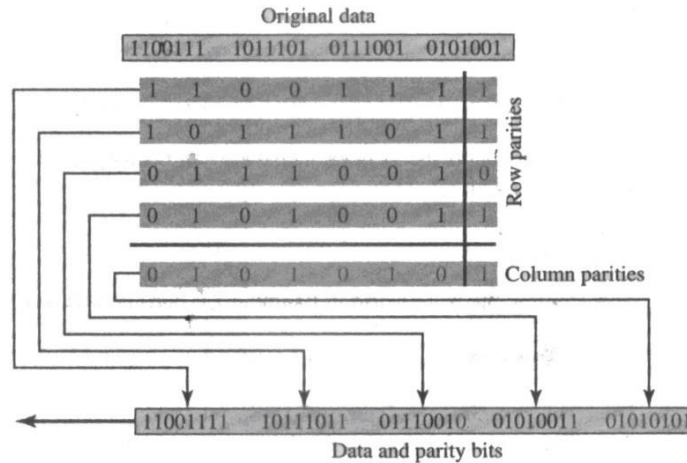 Original data
1100111 1011101 0111001 0101001
1 1 0 0 1 1 1 1
1 0 1 1 1 0 1 1
0 1 1 1 0 0 1 0
0 1 0 1 0 0 1 1
Row parities
0 1 0 1 0 1 0 1
Column parities
11001111 10111011 01110010 01010011 01010101
Data and parity bits